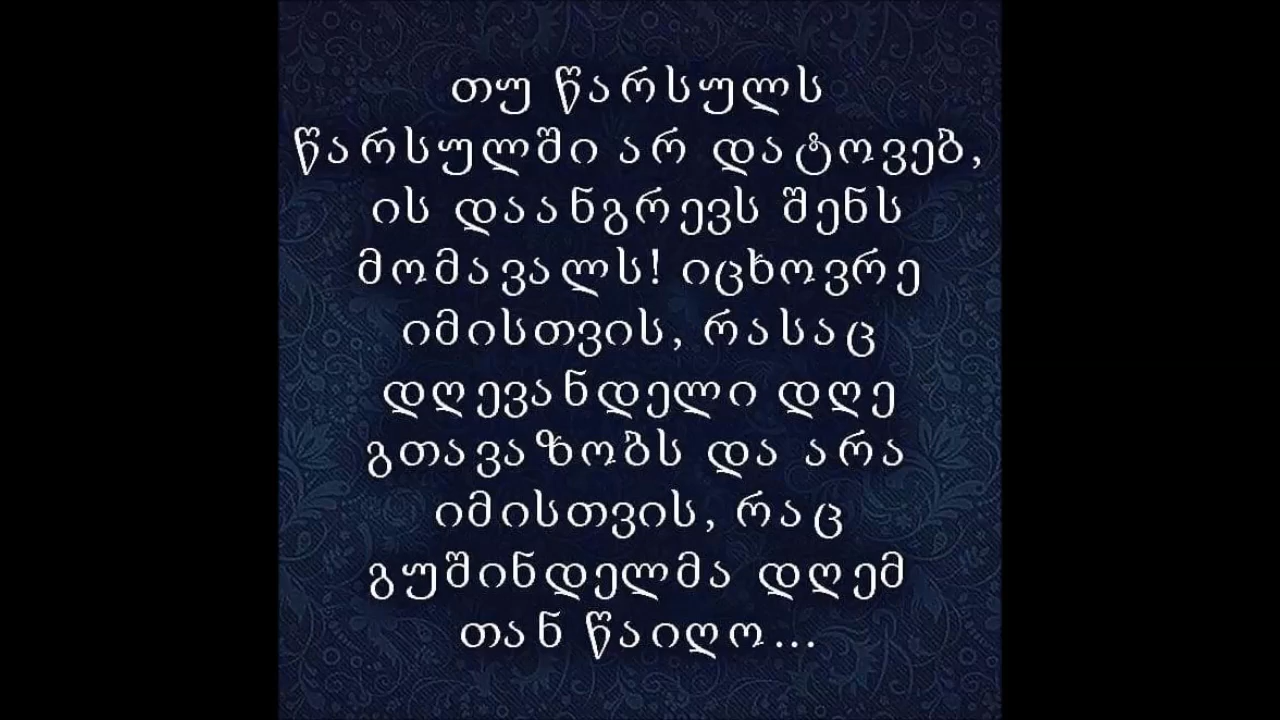 თუ წარსულს
წარსულში არ დატოვებ,
ის დაანგრევს შენს
მომავალს! იცხოვრე
იმისთვის, რასაც
დღევანდელი დღე
გთავაზობს და არა
იმისთვის, რაც
გუშინდელმა დღემ
თან წაიღო...